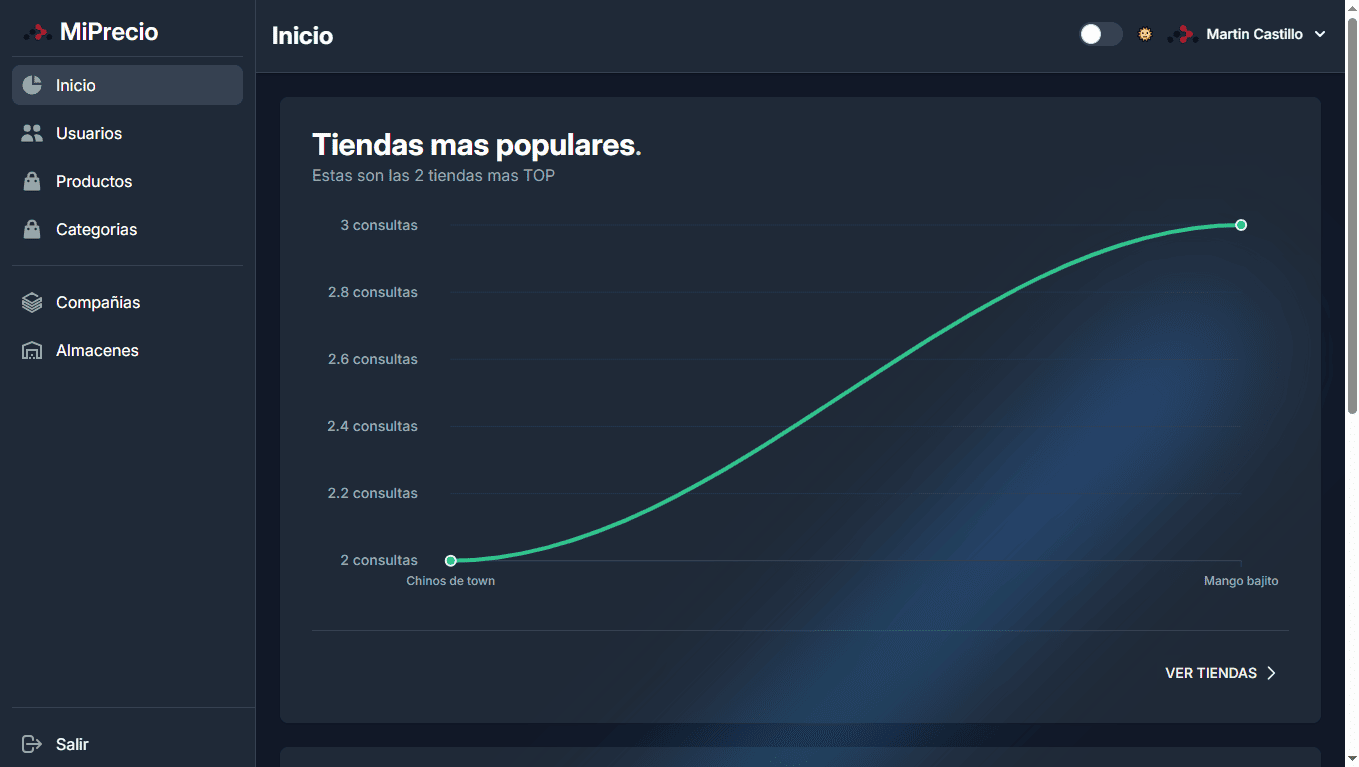 MiPrecio
Inicio
Usuarios
Productos
Categorias
Compañias
Almacenes
Salir
Inicio
Martin Castillo
Tiendas mas populares.
Estas son las 2 tiendas mas TOP
3 consultas
2.8 consultas
2.6 consultas
2.4 consultas
2.2 consultas
2 consultas
Chinos de town
Mango bajito
VER TIENDAS